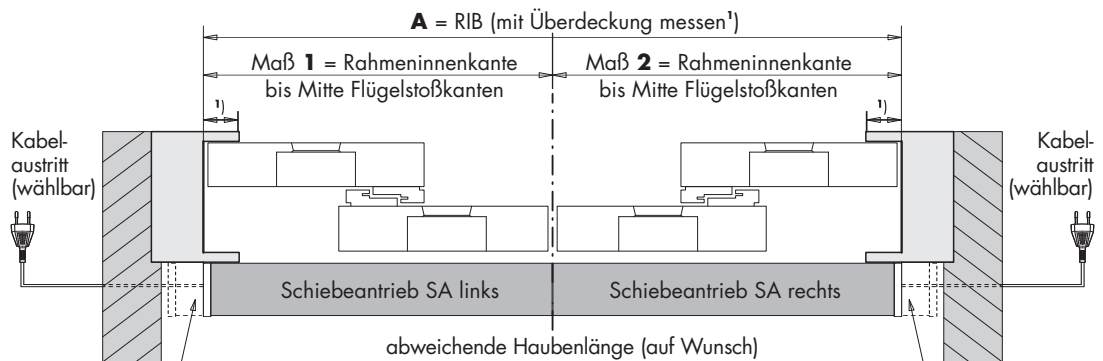 A = RIB (mit Überdeckung messen¹)
Maß 1 = Rahmeninnenkante
bis Mitte Flügelstoßkanten
Maß 2 = Rahmeninnenkante
bis Mitte Flügelstoßkanten
¹)
¹)
Kabel-
austritt
(wählbar)
Kabel-
austritt
(wählbar)
Schiebeantrieb SA links
Schiebeantrieb SA rechts
abweichende Haubenlänge (auf Wunsch)